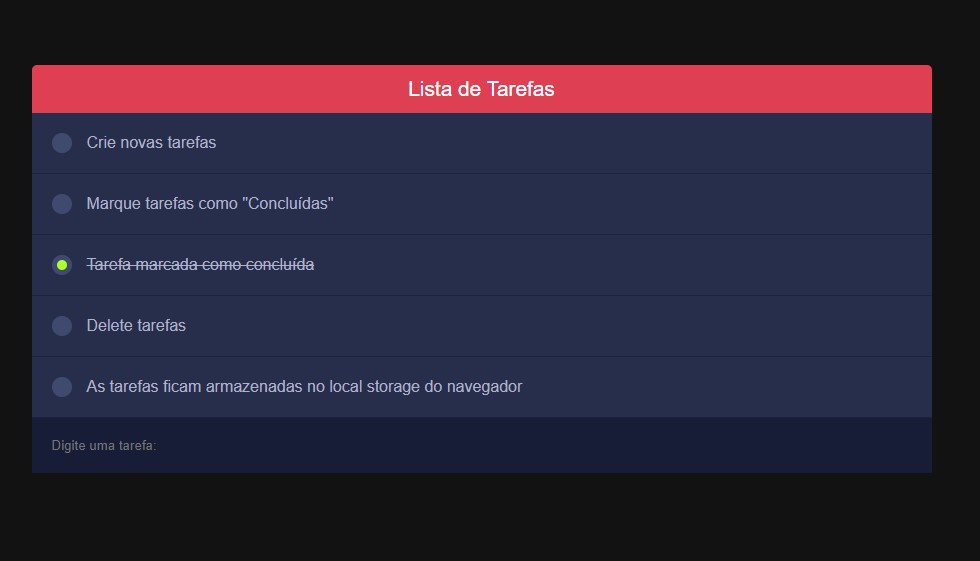 Lista de Tarefas
Crie novas tarefas
Marque tarefas como "Concluídas"
Tarefa marcada como concluída
Delete tarefas
As tarefas ficam armazenadas no local storage do navegador
Digite uma tarefa: